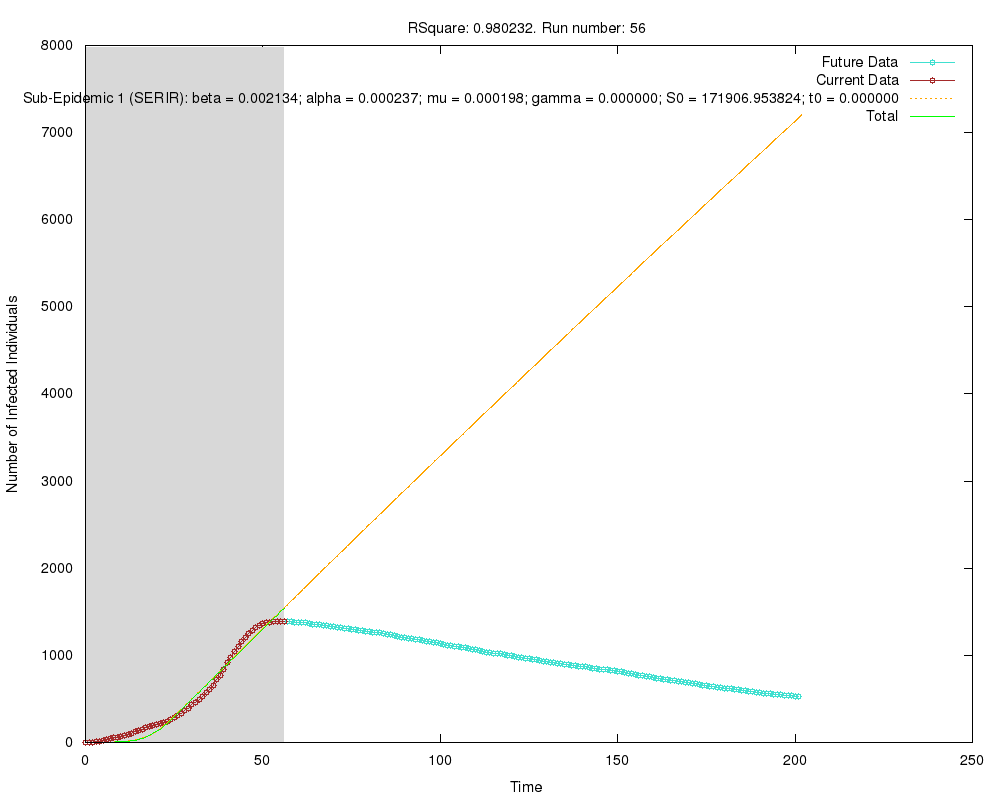 RSquare: 0.980232. Run number: 56
8000
7000
6000
5000
4000
3000
2000
1000
0
Number of Infected Individuals
Future Data
Current Data
Sub-Epidemic 1 (SERIR): beta = 0.002134; alpha = 0.000237; mu = 0.000198; gamma = 0.000000; S0 = 171906.953824; t0 = 0.000000
Total
0 50 100 150 200 250
Time